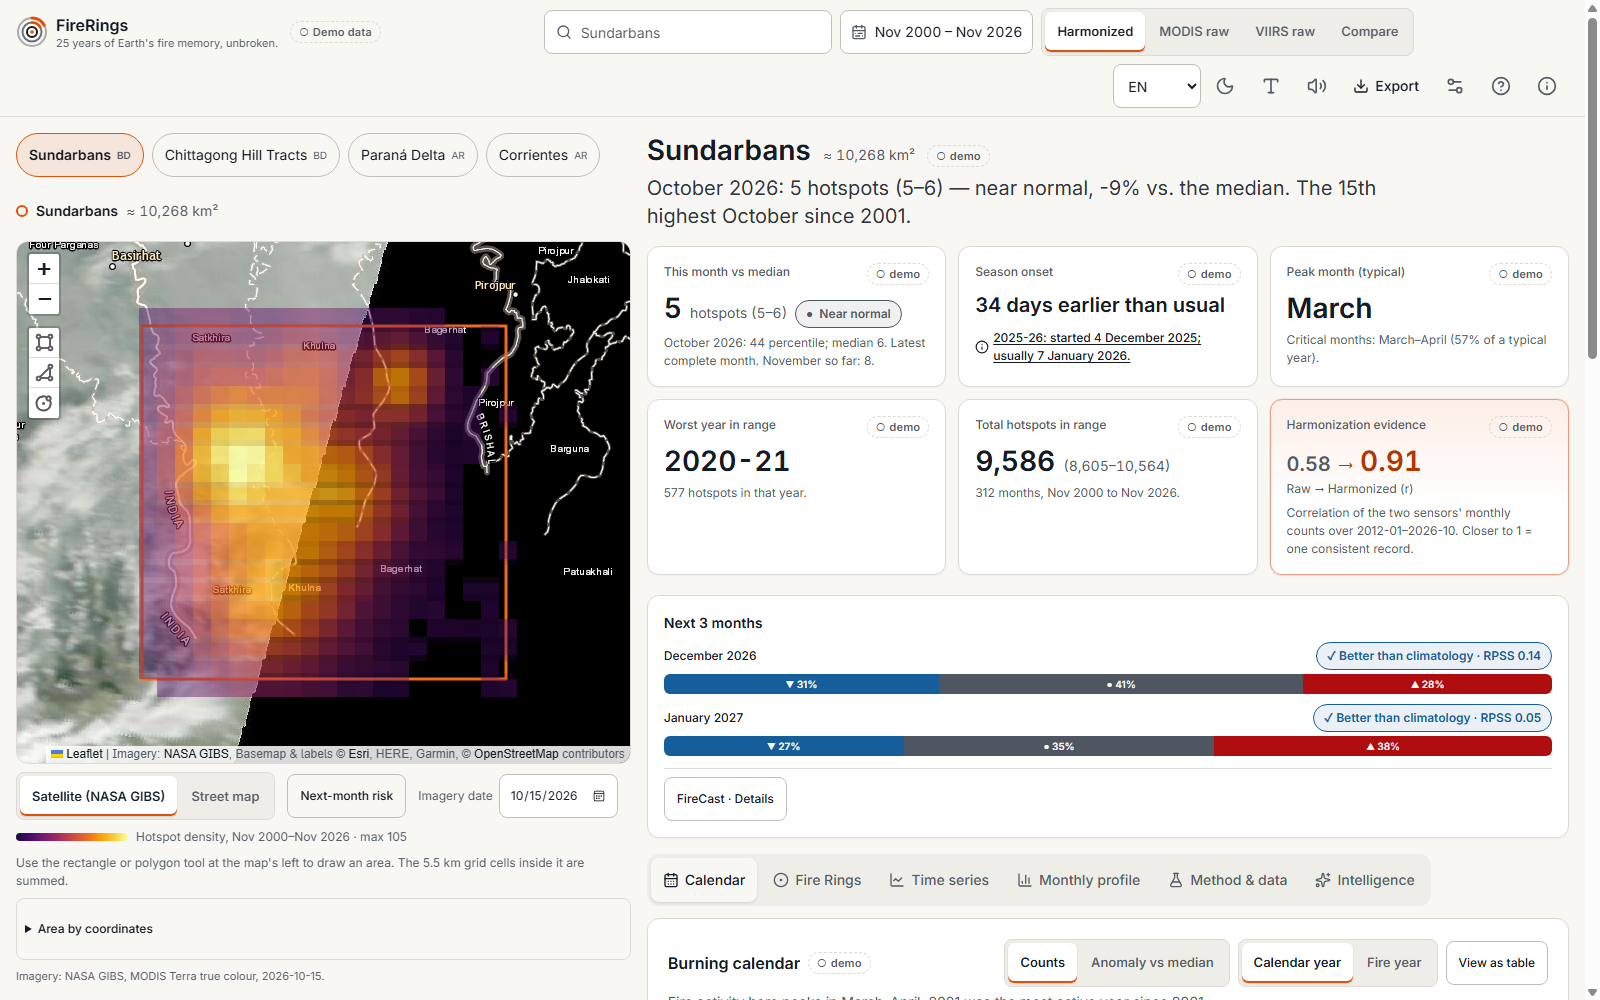 FireRings
25 years of Earth's fire memory, unbroken.
Demo data
Sundarbans
Nov 2000 – Nov 2026
Harmonized
MODIS raw
VIIRS raw
Compare
EN
Export
Sundarbans BD
Chittagong Hill Tracts BD
Paraná Delta AR
Corrientes AR
Sundarbans ≈ 10,268 km²
Four Parganas
Basirhat
Pirojpur
Pirojpur
Jhalokati
Satkhira
Khulna
Bagerhat
Pirojpur
BRISHAL
Barguna
INDIA
Bagerhat
Patuakhali
Satkhira
Khulna
INDIA
+
−
Leaflet | Imagery: NASA GIBS, Basemap & labels © Esri, HERE, Garmin, © OpenStreetMap contributors
Satellite (NASA GIBS)
Street map
Next-month risk
Imagery date
10/15/2026
Hotspot density, Nov 2000–Nov 2026 · max 105
Use the rectangle or polygon tool at the map's left to draw an area. The 5.5 km grid cells inside it are
summed.
Area by coordinates
Imagery: NASA GIBS, MODIS Terra true colour, 2026-10-15.
Sundarbans ≈ 10,268 km² demo
October 2026: 5 hotspots (5–6) — near normal, -9% vs. the median. The 15th
highest October since 2001.
This month vs median demo
5 hotspots (5–6) Near normal
October 2026: 44 percentile; median 6. Latest
complete month. November so far: 8.
Season onset demo
34 days earlier than usual
2025-26: started 4 December 2025;
usually 7 January 2026.
Peak month (typical) demo
March
Critical months: March–April (57% of a typical
year).
Worst year in range demo
2020-21
577 hotspots in that year.
Total hotspots in range demo
9,586 (8,605–10,564)
312 months, Nov 2000 to Nov 2026.
Harmonization evidence demo
0.58 → 0.91
Raw → Harmonized (r)
Correlation of the two sensors' monthly
counts over 2012-01–2026-10. Closer to 1 =
one consistent record.
Next 3 months
December 2026
✓ Better than climatology · RPSS 0.14
▼ 31%
● 41%
▲ 28%
January 2027
✓ Better than climatology · RPSS 0.05
▼ 27%
● 35%
▲ 38%
FireCast · Details
Calendar
Fire Rings
Time series
Monthly profile
Method & data
Intelligence
Burning calendar demo
Counts
Anomaly vs median
Calendar year
Fire year
View as table